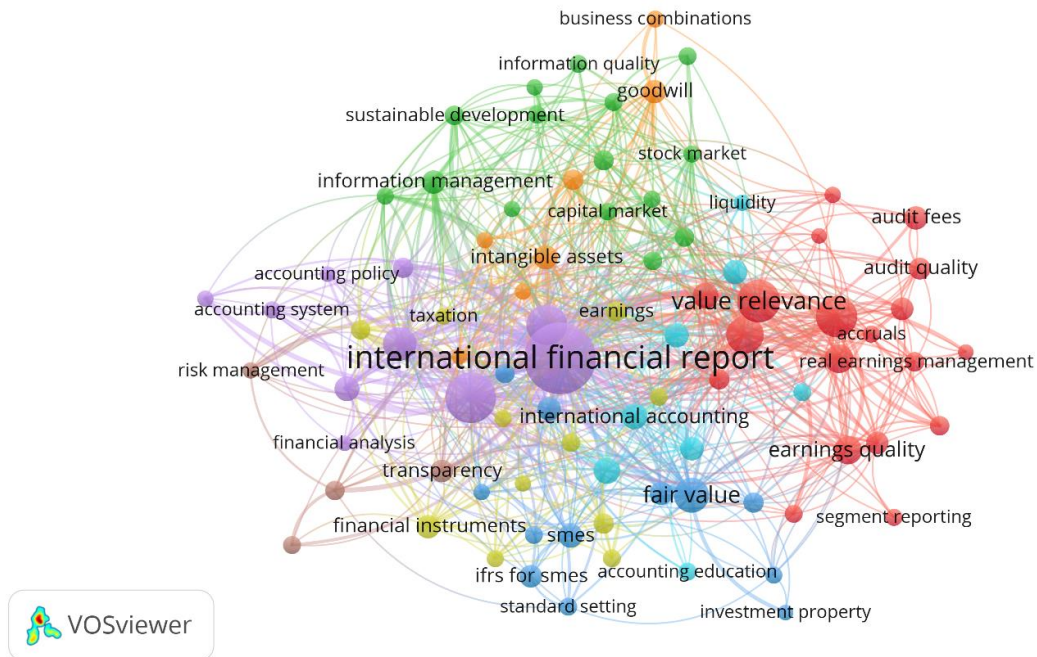 business combinations
information quality
goodwill
sustainable development
stock market
information management
liquidity
capital market
audit fees
intangible assets
audit quality
accounting policy
value relevance
accounting system
taxation
earnings
accruals
international financial report
real earnings management
risk management
international accounting
financial analysis
earnings quality
transparency
fair value
segment reporting
financial instruments
smes
ifrs for smes
accounting education
standard setting
investment property
VOSviewer